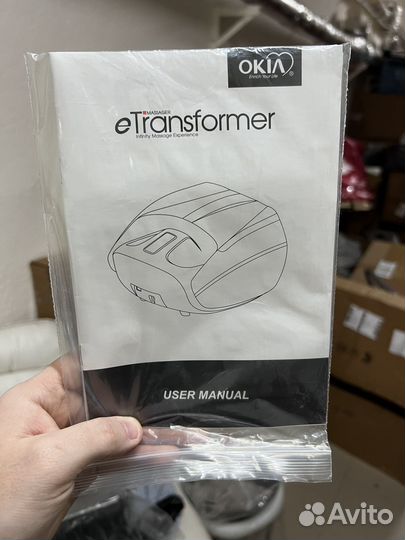 OKIA
Enrich Your Life
MASSAGER
eTransformer
Infinity Massage Experience
USER MANUAL
Avito